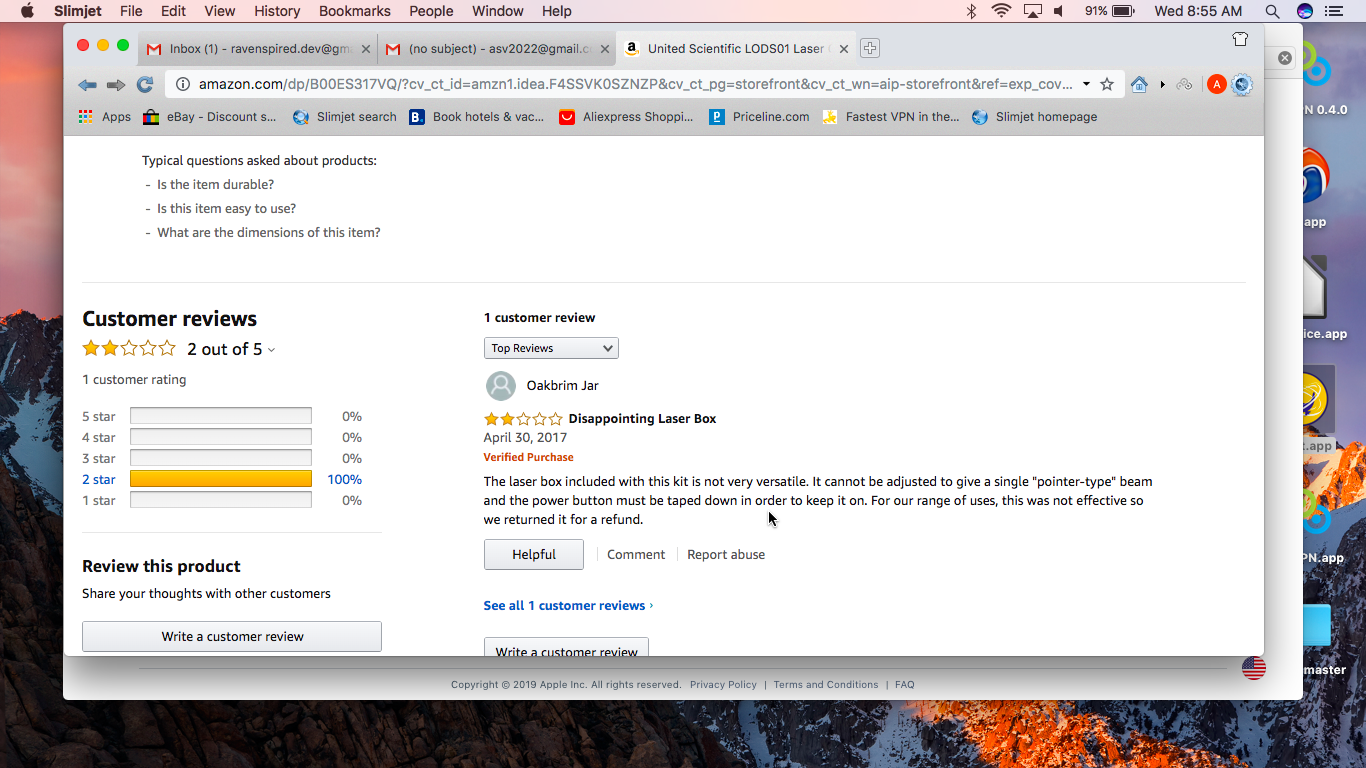 Slimjet File Edit View History Bookmarks People Window Help 91% Wed 8:55 AM
Inbox (1) - ravenspired.dev@gm
(no subject) - asv2022@gmail.c
United Scientific LODS01 Laser
amazon.com/dp/B00ES317VQ/?cv_ct_id=amzn1.idea.F4SSVK0SZNZP&cv_ct_pg=storefront&cv_ct_wn=aip-storefront&ref=exp_cov...
A
Apps eBay - Discount s... Slimjet search B. Book hotels & vac... Aliexpress Shoppi... Priceline.com Fastest VPN in the... Slimjet homepage
Typical questions asked about products:
- Is the item durable?
- Is this item easy to use?
- What are the dimensions of this item?
Customer reviews
2 out of 5
1 customer rating
5 star 0%
4 star 0%
3 star 0%
2 star 100%
1 star 0%
Review this product
Share your thoughts with other customers
Write a customer review
1 customer review
Top Reviews
Oakbrim Jar
Disappointing Laser Box
April 30, 2017
Verified Purchase
The laser box included with this kit is not very versatile. It cannot be adjusted to give a single "pointer-type" beam
and the power button must be taped down in order to keep it on. For our range of uses, this was not effective so
we returned it for a refund.
Helpful Comment Report abuse
See all 1 customer reviews ›
Write a customer review
Copyright © 2019 Apple Inc. All rights reserved. Privacy Policy | Terms and Conditions | FAQ
PN 0.4.0
.app
ice.app
t.app
PN.app
master